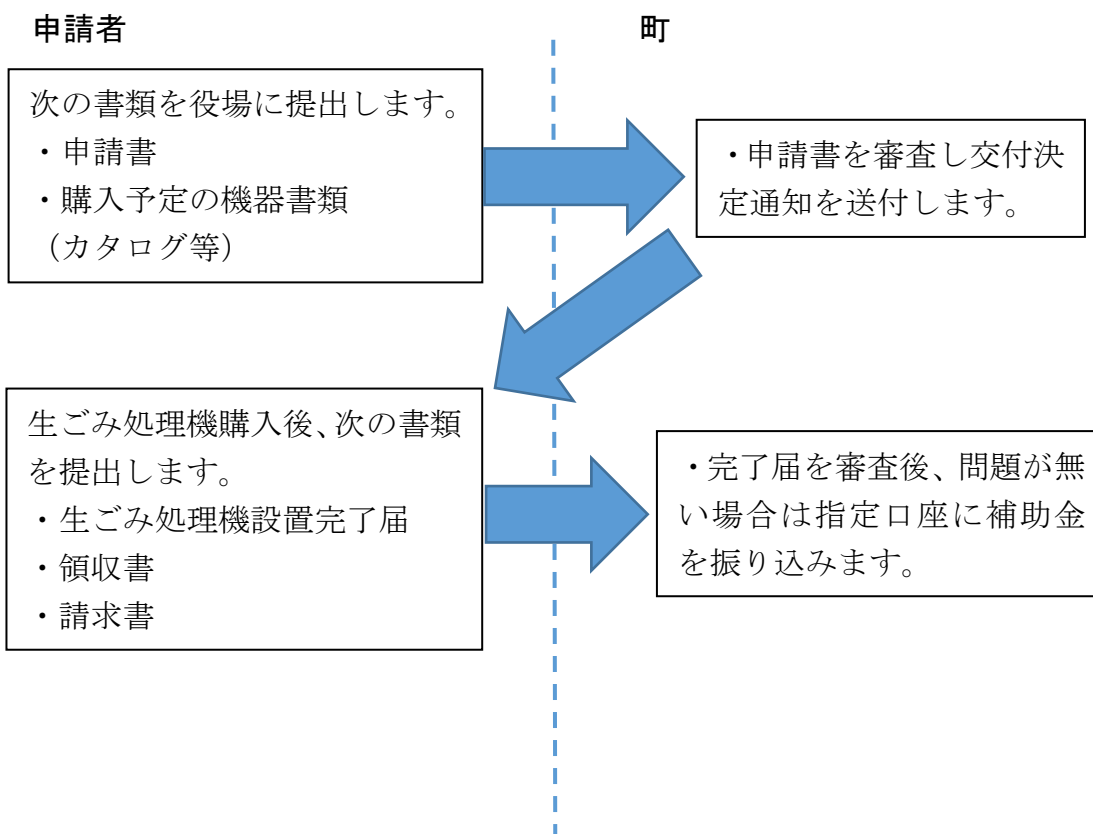 申請者
町
次の書類を役場に提出します。
・申請書
・購入予定の機器書類
（カタログ等）
・申請書を審査し交付決
定通知を送付します。
生ごみ処理機購入後、次の書類
を提出します。
・生ごみ処理機設置完了届
・領収書
・請求書
・完了届を審査後、問題が無
い場合は指定口座に補助金
を振り込みます。